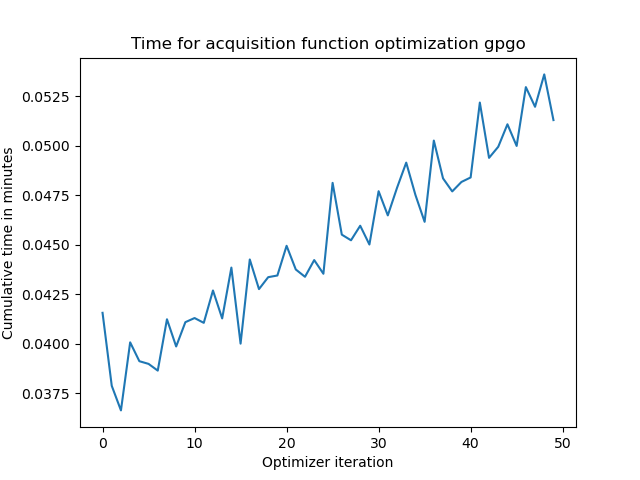 Time for acquisition function optimization gpgo
Cumulative time in minutes
0.0525
0.0500
0.0475
0.0450
0.0425
0.0400
0.0375
0 10 20 30 40 50
Optimizer iteration